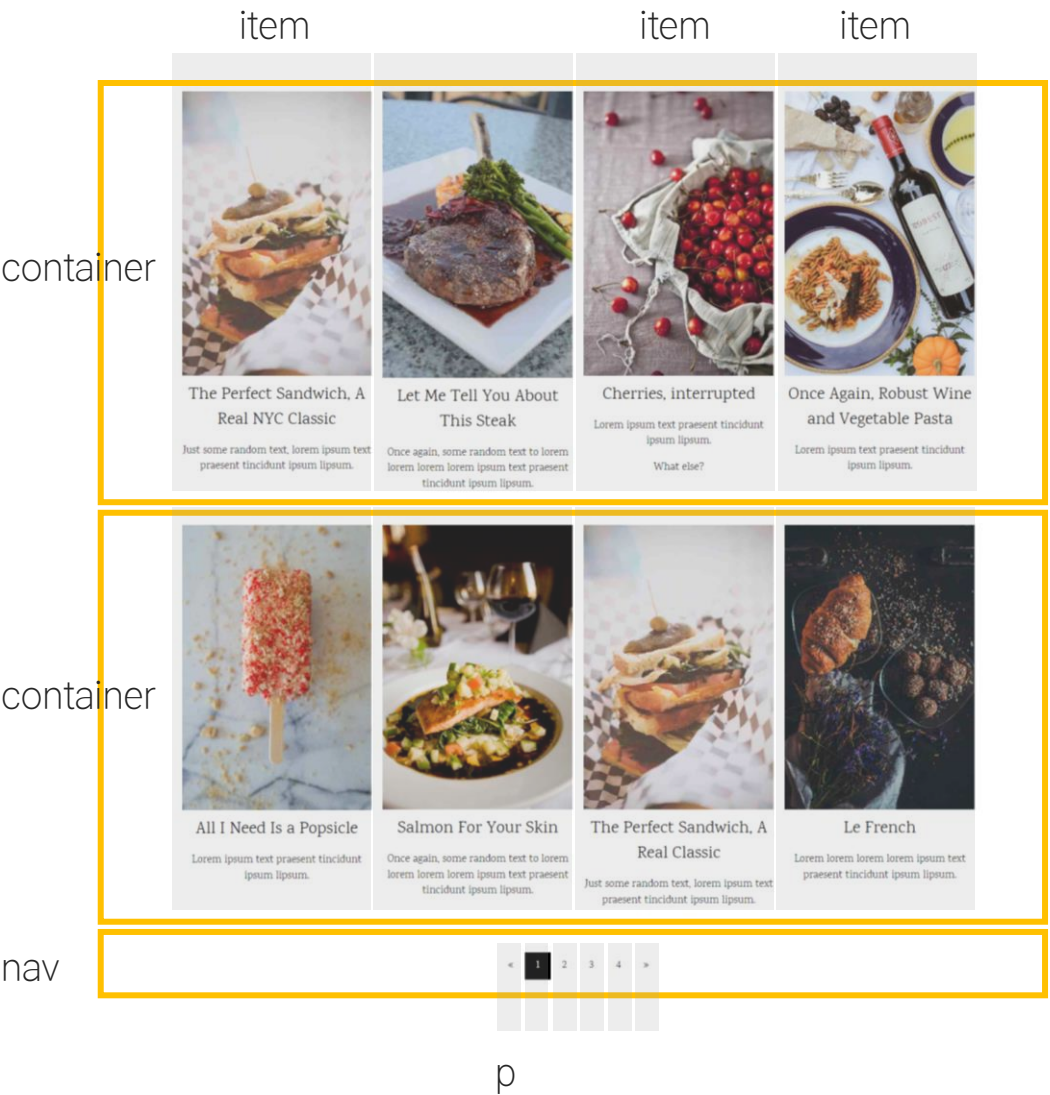 item
item
item
container
The Perfect Sandwich, A
Real NYC Classic
Just some random text, lorem ipsum text
praesent tincidunt ipsum lipsum.
Let Me Tell You About
This Steak
Once again, some random text to lorem
lorem lorem lorem ipsum text praesent
tincidunt ipsum lipsum.
Cherries, interrupted
Lorem ipsum text praesent tincidunt
ipsum lipsum.
What else?
Once Again, Robust Wine
and Vegetable Pasta
Lorem ipsum text praesent tincidunt
ipsum lipsum.
container
All I Need Is a Popsicle
Lorem ipsum text praesent tincidunt
ipsum lipsum.
Salmon For Your Skin
Once again, some random text to lorem
lorem lorem lorem ipsum text praesent
tincidunt ipsum lipsum.
The Perfect Sandwich, A
Real Classic
Just some random text, lorem ipsum text
praesent tincidunt ipsum lipsum.
Le French
Lorem lorem lorem lorem ipsum text
praesent tincidunt ipsum lipsum.
nav
« 1 2 3 4 »
p